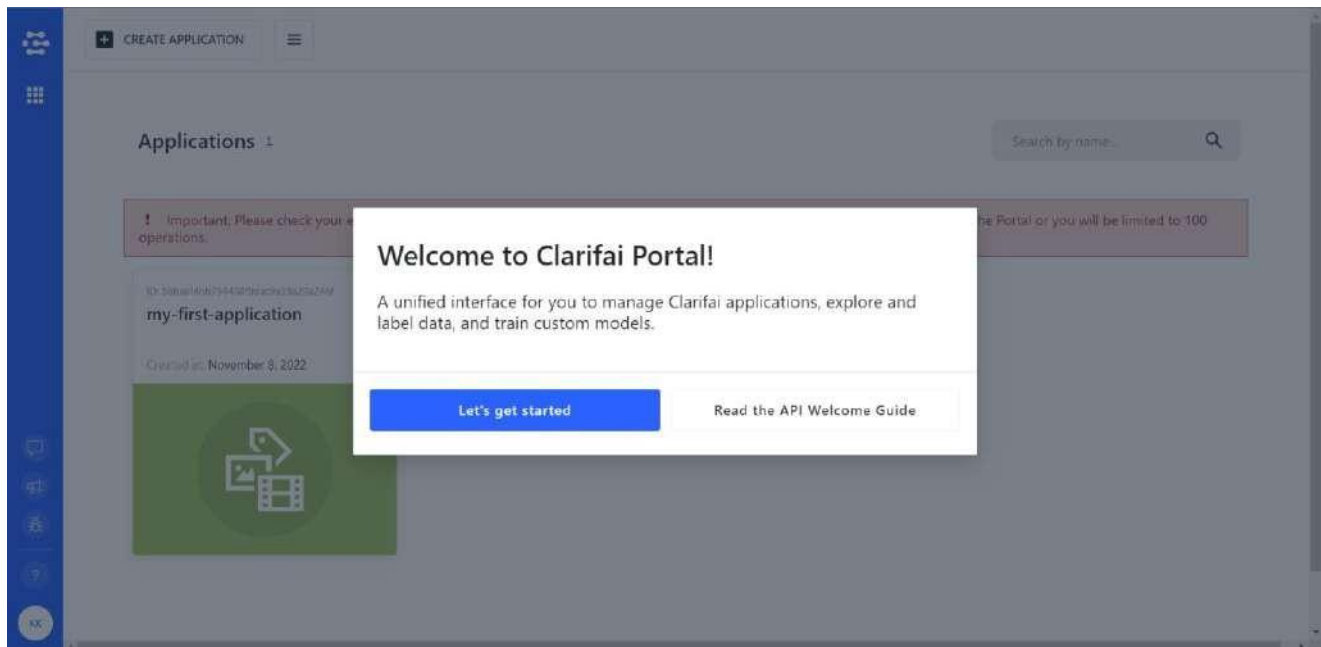 CREATE APPLICATION
Applications 1
Search by name...
! Important: Please check your e
he Portal or you will be limited to 100
operations.
Welcome to Clarifai Portal!
A unified interface for you to manage Clarifai applications, explore and
label data, and train custom models.
my-first-application
Created at: November 8, 2022
Let's get started
Read the API Welcome Guide
?
KK